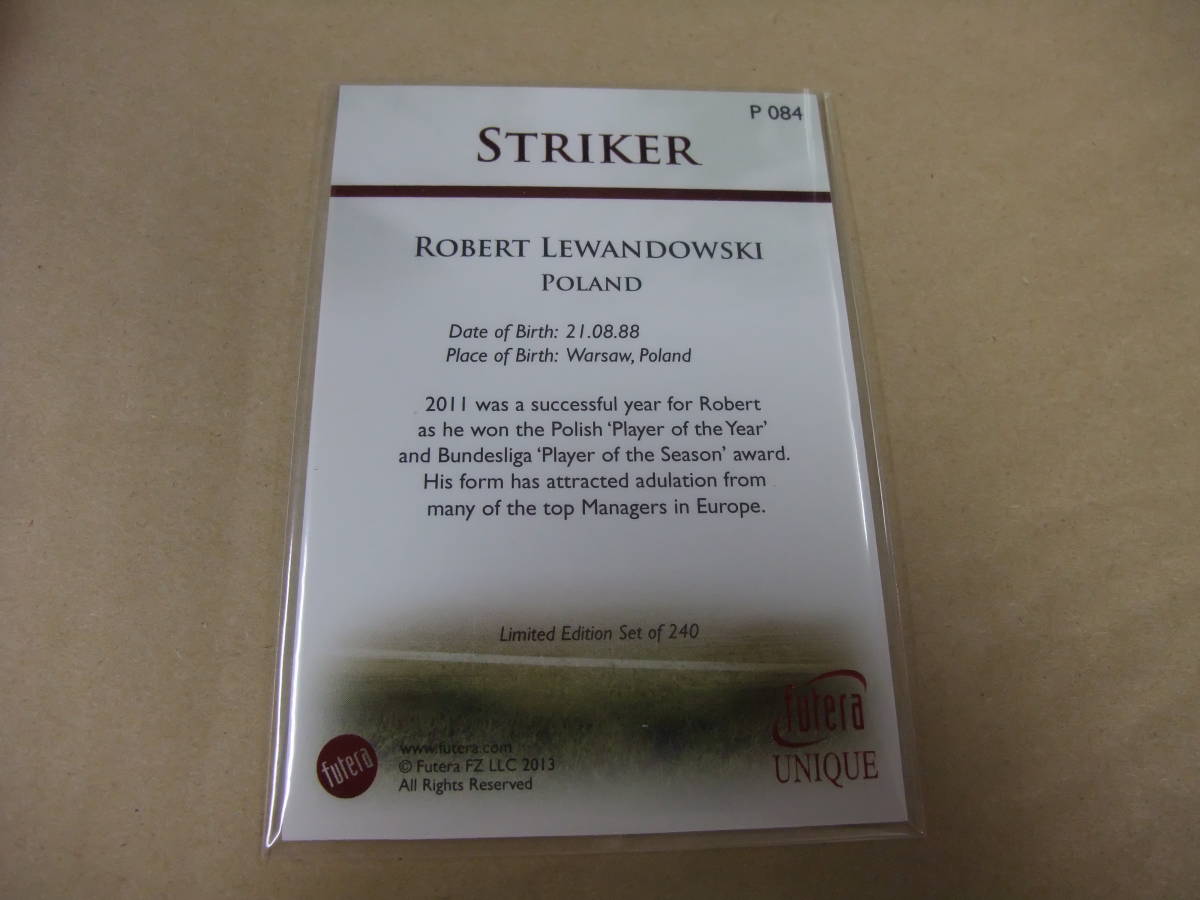 P 084
STRIKER
ROBERT LEWANDOWSKI
POLAND
Date of Birth: 21.08.88
Place of Birth: Warsaw, Poland
2011 was a successful year for Robert
as he won the Polish ‘Player of the Year’
and Bundesliga ‘Player of the Season’ award.
His form has attracted adulation from
many of the top Managers in Europe.
Limited Edition Set of 240
futera
www.futera.com
© Futera FZ LLC 2013
All Rights Reserved
futera
UNIQUE